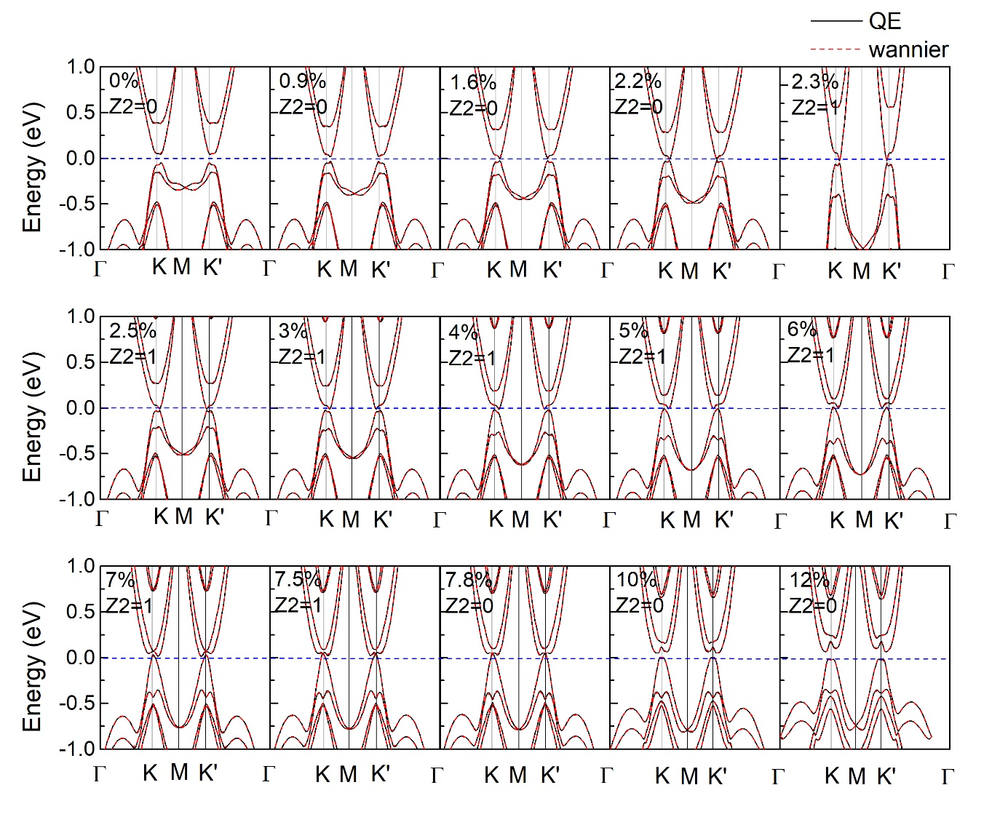 QE
wannier
Energy (eV)
1.0
0.5
0.0
-0.5
-1.0
0%
Z2=0
0.9%
Z2=0
1.6%
Z2=0
2.2%
Z2=0
2.3%
Z2=1
Γ K M K' Γ K M K' Γ K M K' Γ K M K' Γ K M K' Γ
Energy (eV)
1.0
0.5
0.0
-0.5
-1.0
2.5%
Z2=1
3%
Z2=1
4%
Z2=1
5%
Z2=1
6%
Z2=1
Γ K M K' Γ K M K' Γ K M K' Γ K M K' Γ K M K' Γ
Energy (eV)
1.0
0.5
0.0
-0.5
-1.0
7%
Z2=1
7.5%
Z2=1
7.8%
Z2=0
10%
Z2=0
12%
Z2=0
Γ K M K' Γ K M K' Γ K M K' Γ K M K' Γ K M K' Γ